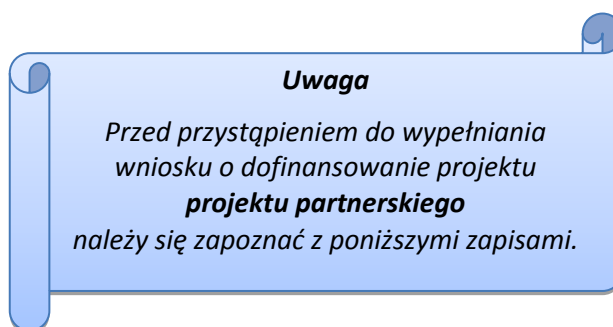 Uwaga
Przed przystąpieniem do wypełniania
wniosku o dofinansowanie projektu
projektu partnerskiego
należy się zapoznać z poniższymi zapisami.